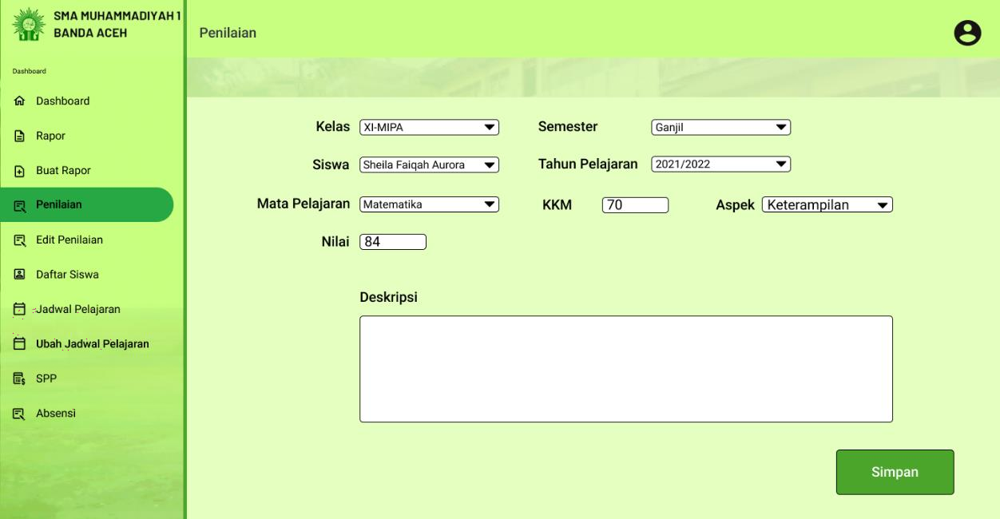 SMA MUHAMMADIYAH 1
BANDA ACEH
Dashboard
Dashboard
Rapor
Buat Rapor
Penilaian
Edit Penilaian
Daftar Siswa
Jadwal Pelajaran
Ubah Jadwal Pelajaran
SPP
Absensi
Penilaian
Kelas XI-MIPA Semester Ganjil
Siswa Sheila Faiqah Aurora Tahun Pelajaran 2021/2022
Mata Pelajaran Matematika KKM 70 Aspek Keterampilan
Nilai 84
Deskripsi
Simpan